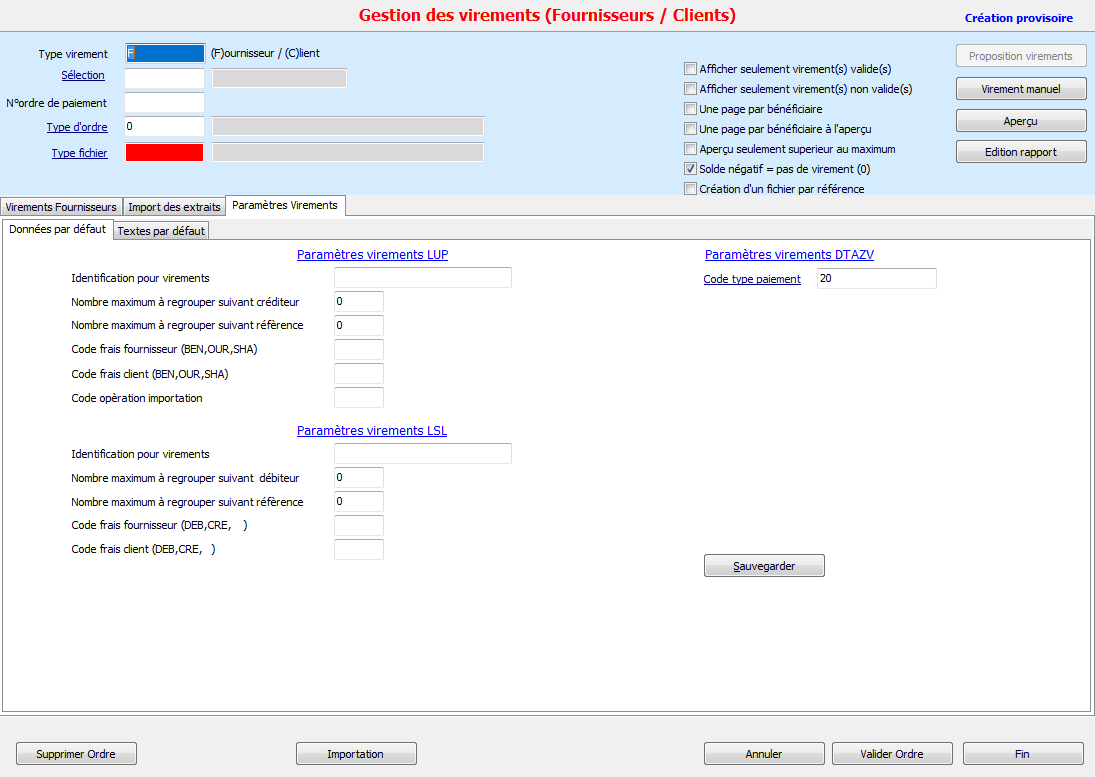 Gestion des virements (Fournisseurs / Clients)
Création provisoire
Type virement F (F)ournisseur / (C)lient
Sélection
N°ordre de paiement
Type d'ordre 0
Type fichier
Afficher seulement virement(s) valide(s)
Afficher seulement virement(s) non valide(s)
Une page par bénéficiaire
Une page par bénéficiaire à l'aperçu
Aperçu seulement superieur au maximum
Solde négatif = pas de virement (0)
Création d'un fichier par référence
Proposition virements
Virement manuel
Aperçu
Edition rapport
Virements Fournisseurs Import des extraits Paramètres Virements
Données par défaut Textes par défaut
Paramètres virements LUP
Identification pour virements
Nombre maximum à regrouper suivant créditeur 0
Nombre maximum à regrouper suivant réfèrence 0
Code frais fournisseur (BEN,OUR,SHA)
Code frais client (BEN,OUR,SHA)
Code opèration importation
Paramètres virements LSL
Identification pour virements
Nombre maximum à regrouper suivant  débiteur 0
Nombre maximum à regrouper suivant réfèrence 0
Code frais fournisseur (DEB,CRE,    )
Code frais client (DEB,CRE,   )
Paramètres virements DTAZV
Code type paiement 20
Sauvegarder
Supprimer Ordre Importation Annuler Valider Ordre Fin